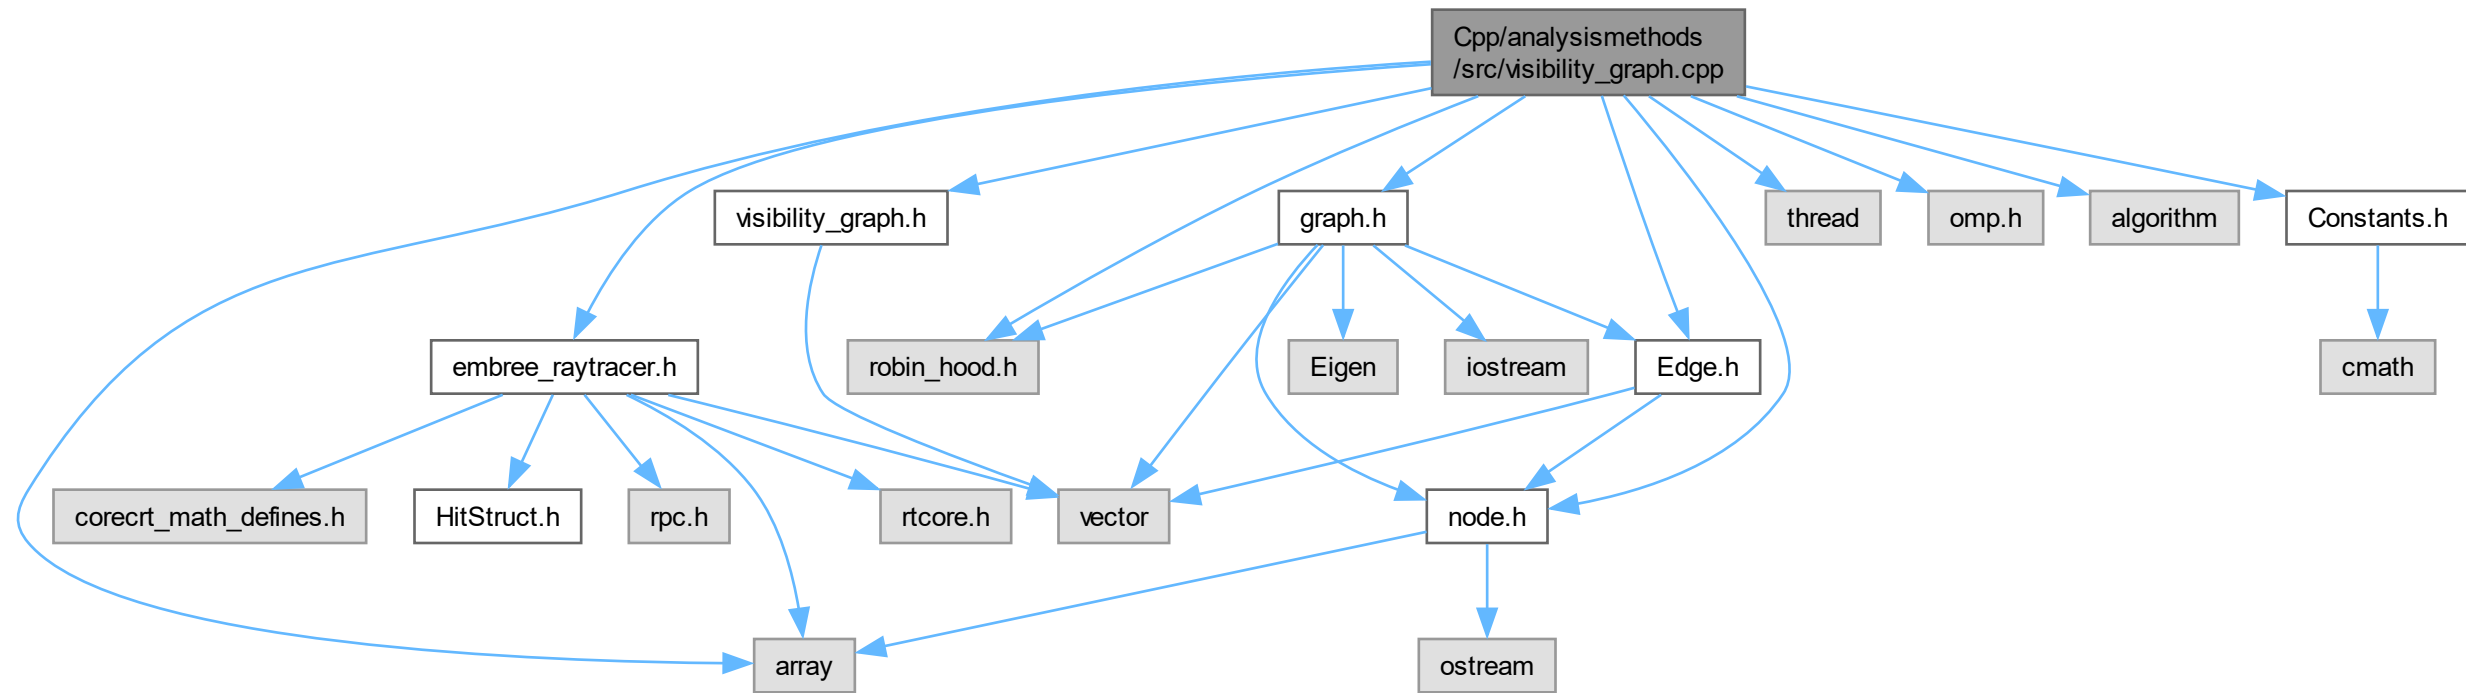 Cpp/analysismethods
/src/visibility_graph.cpp
visibility_graph.h
graph.h
thread
omp.h
algorithm
Constants.h
embree_raytracer.h
robin_hood.h
Eigen
iostream
Edge.h
cmath
corecrt_math_defines.h
HitStruct.h
rpc.h
rtcore.h
vector
node.h
array
ostream